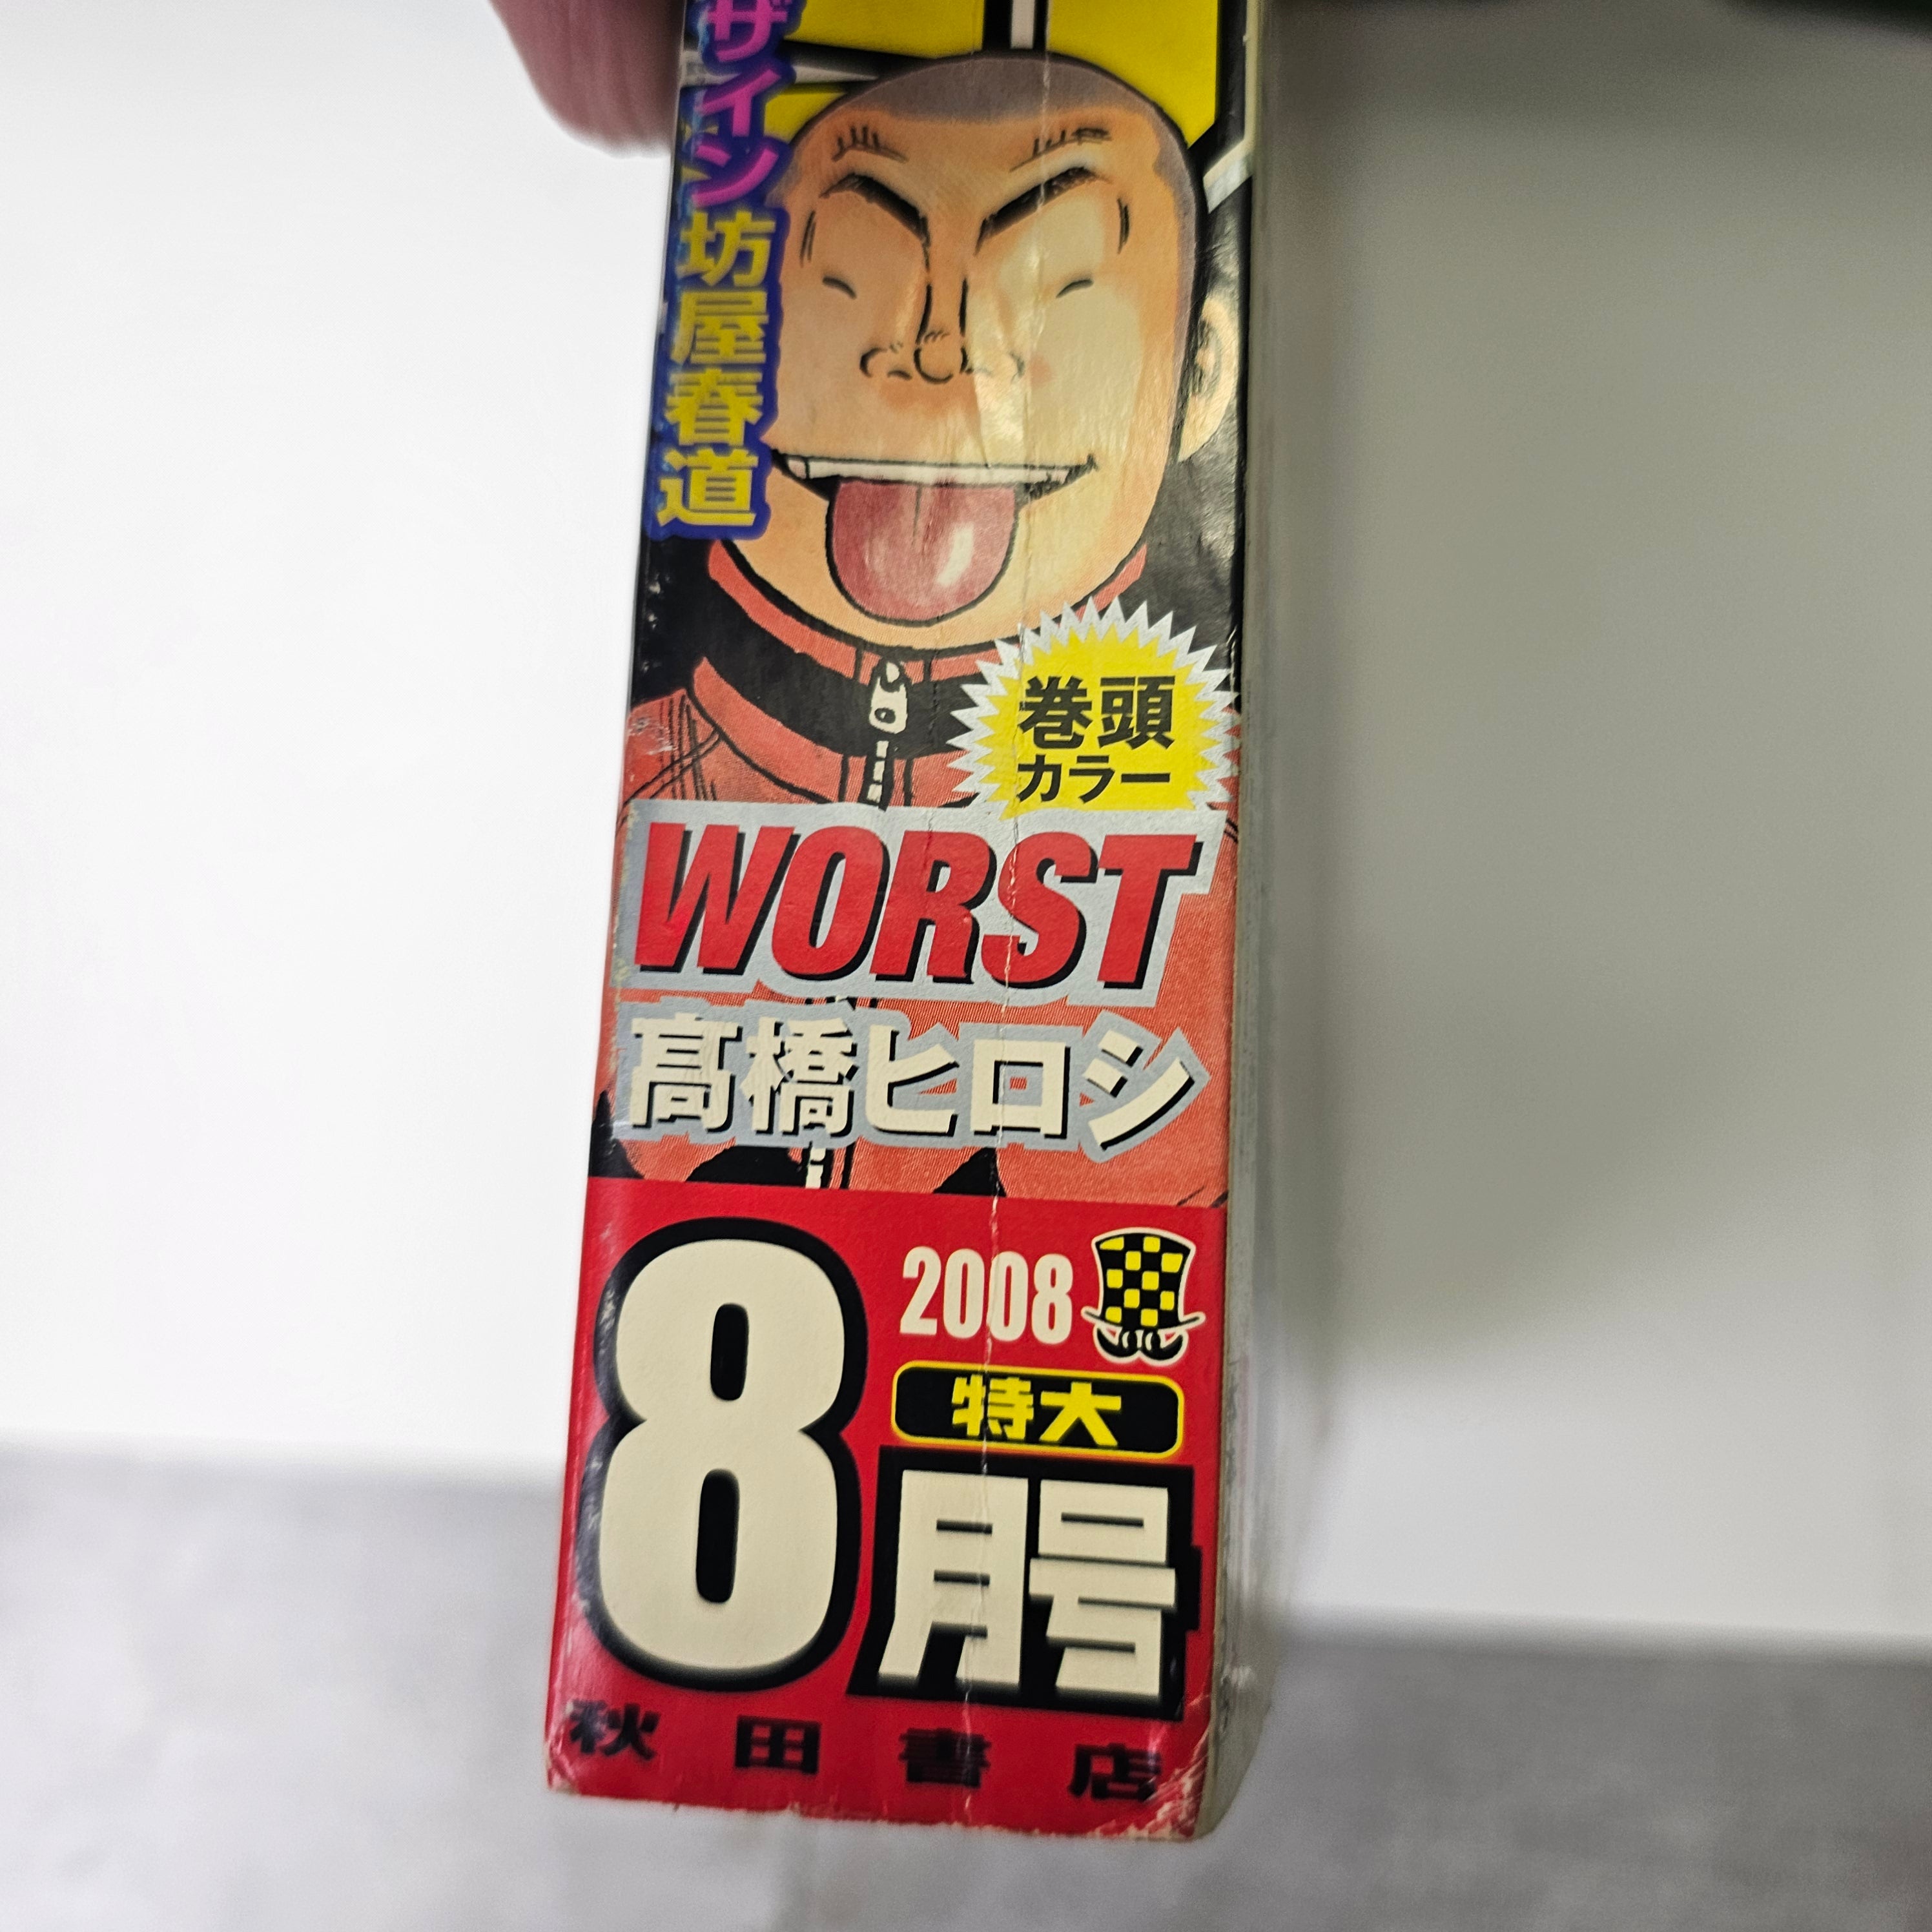 ザイン坊屋春道
巻頭
カラー
WORST
髙橋ヒロシ
8月号
2008
特大
秋田書店